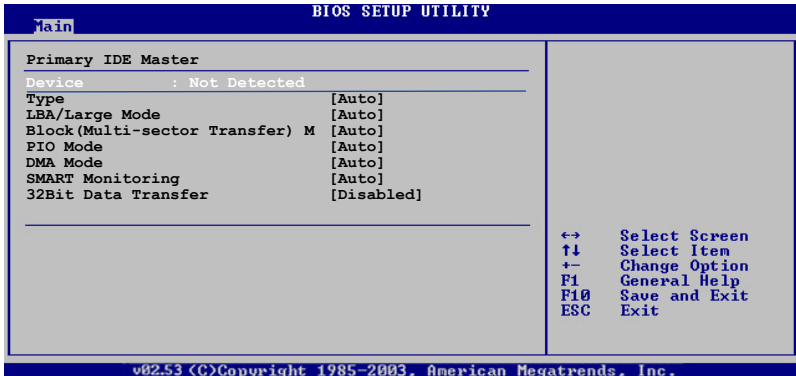 BIOS SETUP UTILITY
Main
Primary IDE Master
Device : Not Detected
Type [Auto]
LBA/Large Mode [Auto]
Block(Multi-sector Transfer) M [Auto]
PIO Mode [Auto]
DMA Mode [Auto]
SMART Monitoring [Auto]
32Bit Data Transfer [Disabled]
←→ Select Screen
↑↓ Select Item
+- Change Option
F1 General Help
F10 Save and Exit
ESC Exit
v02.53 (C)Copyright 1985-2003, American Megatrends, Inc.